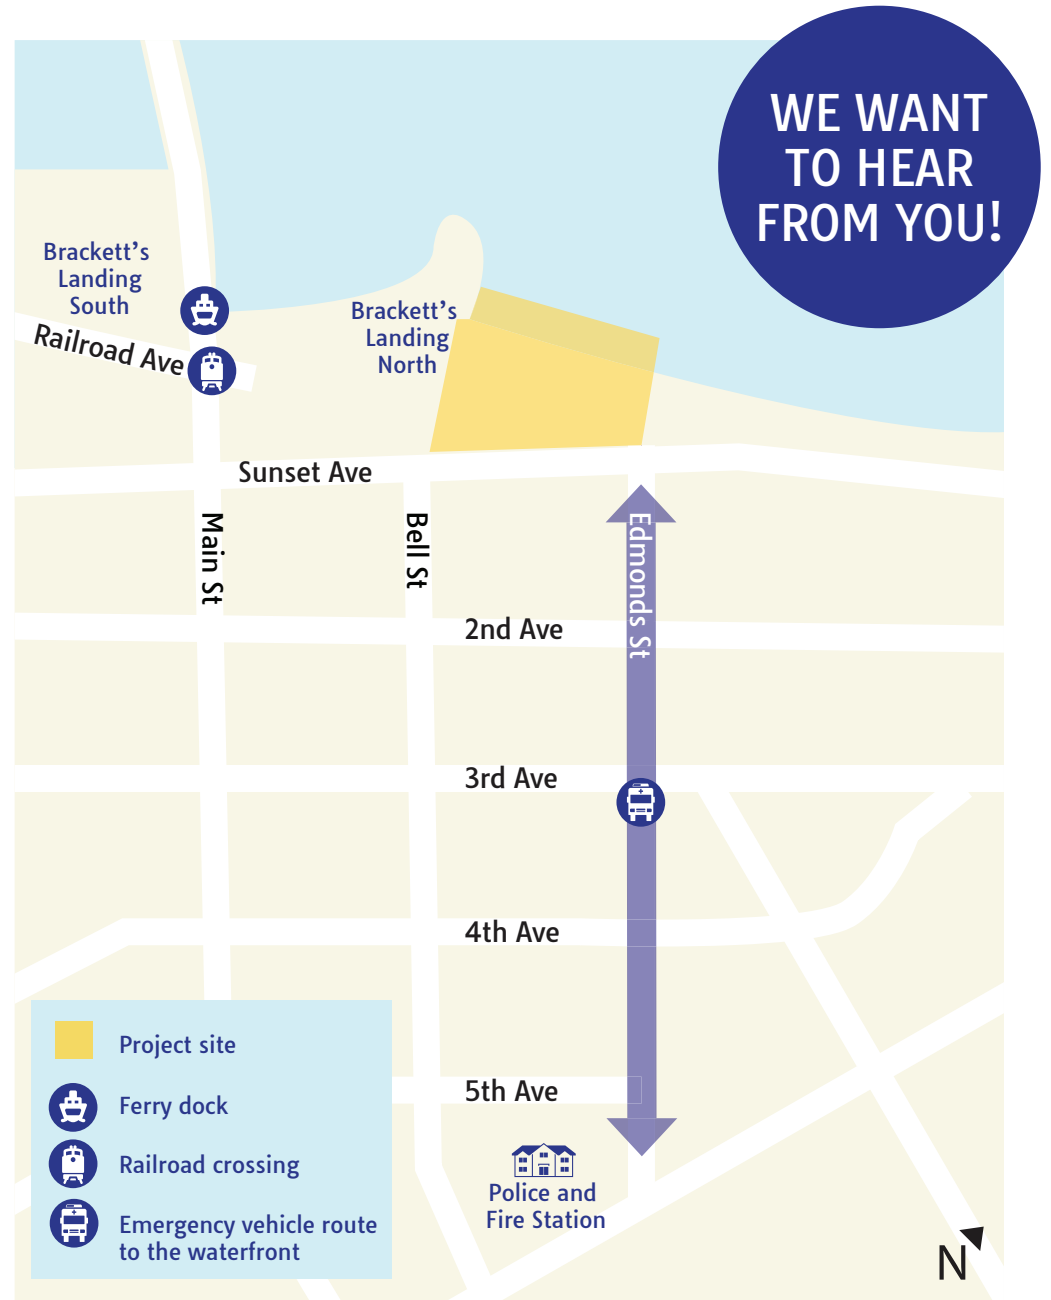 WE WANT
TO HEAR
FROM YOU!
Brackett’s
Landing
South
Brackett’s
Landing
North
Railroad Ave
Sunset Ave
Main St
Bell St
Edmonds St
2nd Ave
3rd Ave
4th Ave
5th Ave
Police and
Fire Station
Project site
Ferry dock
Railroad crossing
Emergency vehicle route
to the waterfront
N